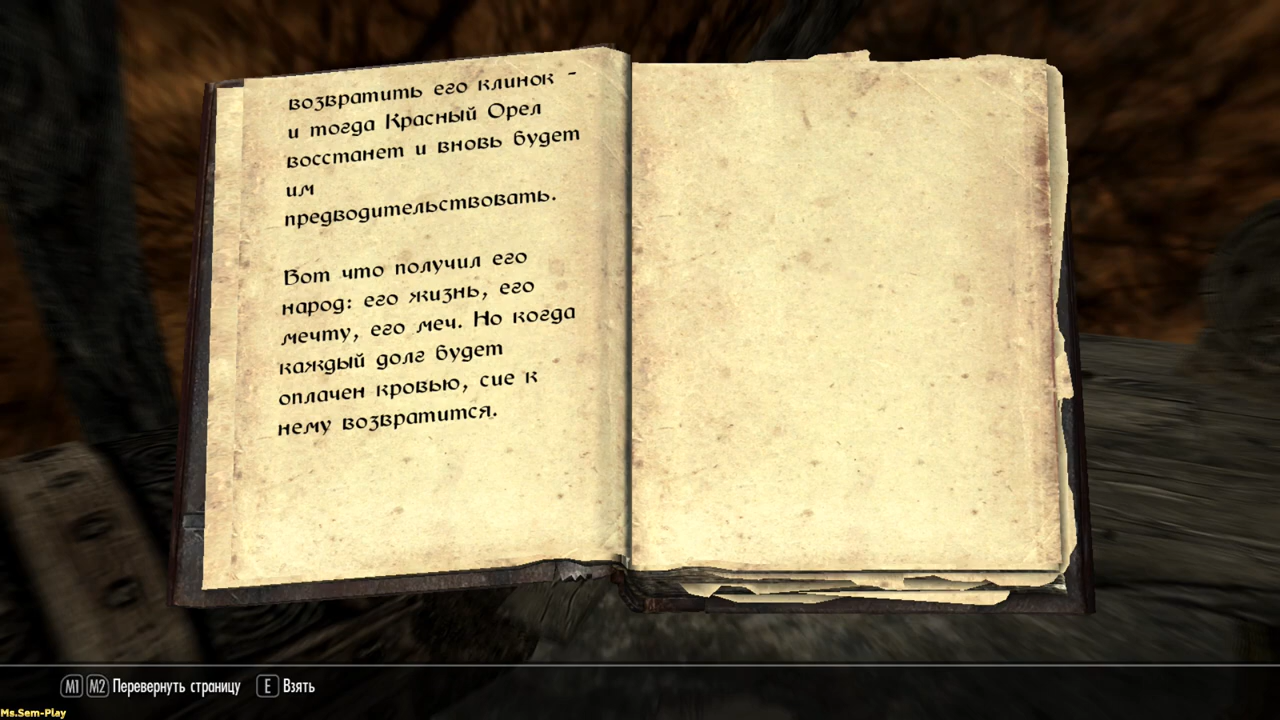 возвратить его клинок -
и тогда Красный Орел
восстанет и вновь будет
им
предводительствовать.
Вот что получил его
народ: его жизнь, его
мечту, его меч. Но когда
каждый долг будет
оплачен кровью, сие к
нему возвратится.
M1 M2 Перевернуть страницу E Взять
Ms.Sem-Play